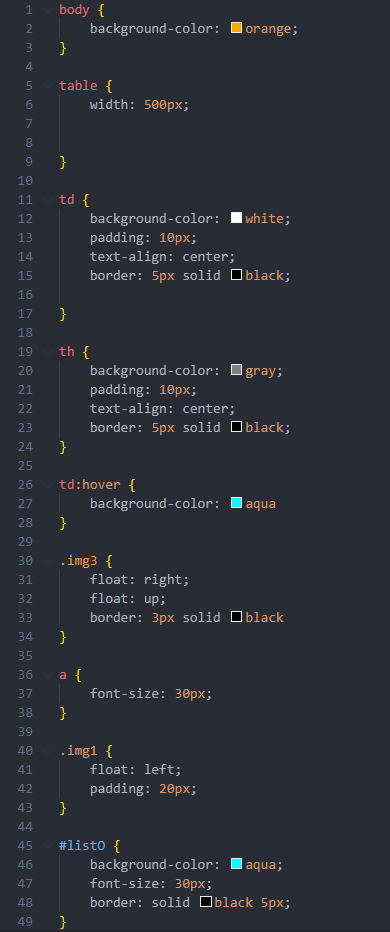 1 body {
2 background-color: orange;
3 }
4
5 table {
6 width: 500px;
7
8
9 }
10
11 td {
12 background-color: white;
13 padding: 10px;
14 text-align: center;
15 border: 5px solid black;
16
17 }
18
19 th {
20 background-color: gray;
21 padding: 10px;
22 text-align: center;
23 border: 5px solid black;
24 }
25
26 td:hover {
27 background-color: aqua
28 }
29
30 .img3 {
31 float: right;
32 float: up;
33 border: 3px solid black
34 }
35
36 a {
37 font-size: 30px;
38 }
39
40 .img1 {
41 float: left;
42 padding: 20px;
43 }
44
45 #listO {
46 background-color: aqua;
47 font-size: 30px;
48 border: solid black 5px;
49 }